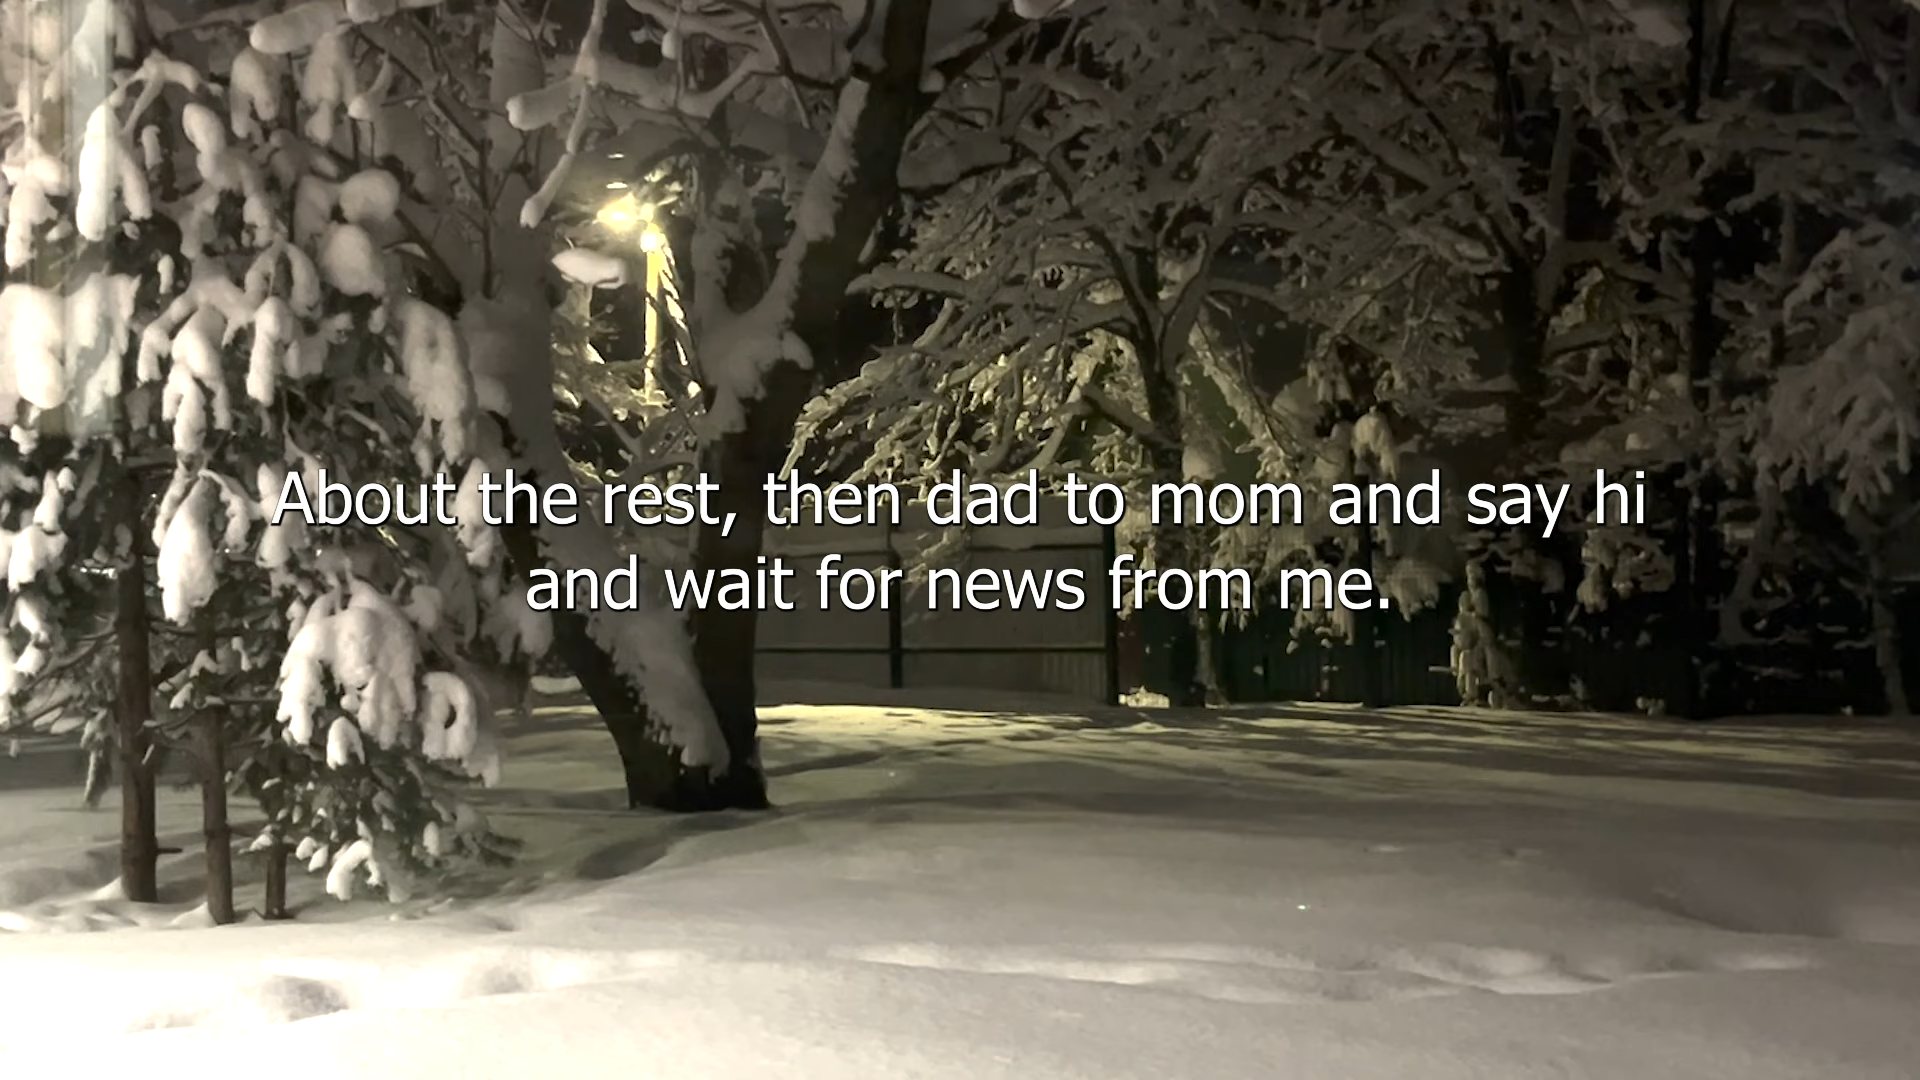 About the rest, then dad to mom and say hi
and wait for news from me.